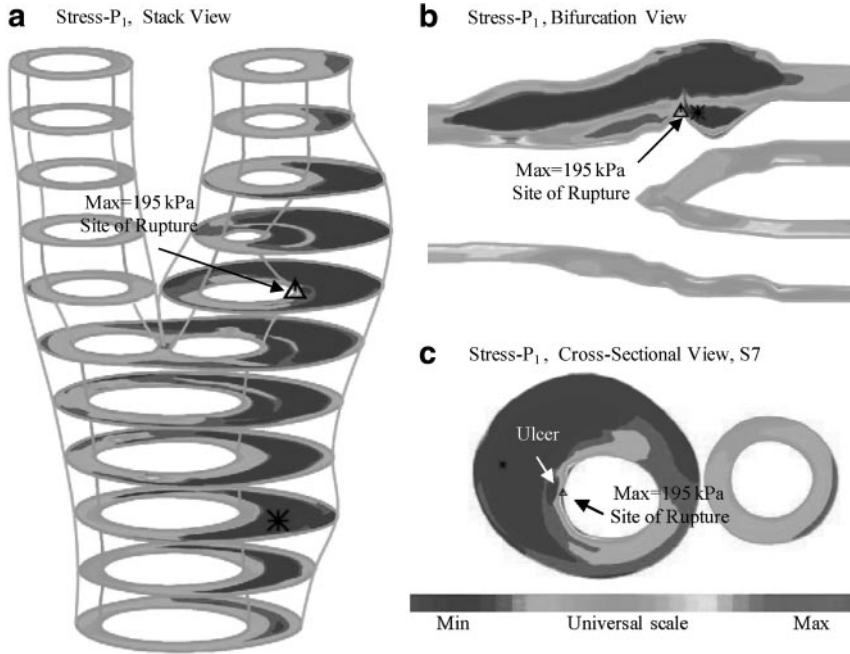 a Stress-P₁, Stack View
Max=195 kPa
Site of Rupture
b Stress-P₁, Bifurcation View
Max=195 kPa
Site of Rupture
c Stress-P₁, Cross-Sectional View, S7
Ulcer
Max=195 kPa
Site of Rupture
Min Universal scale Max